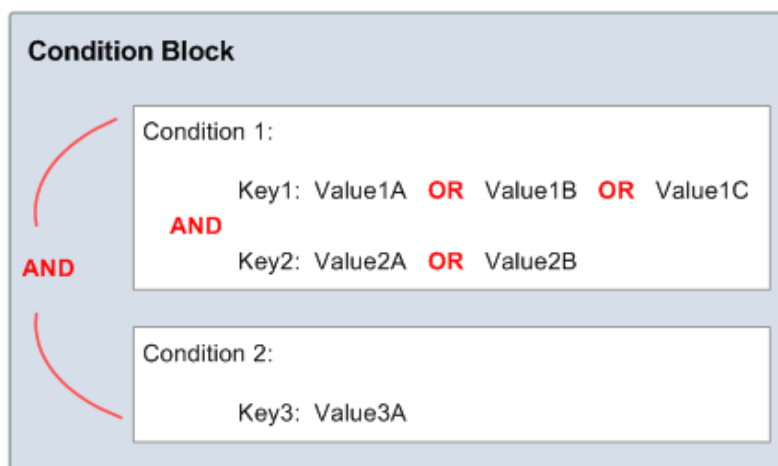 Condition Block
Condition 1:
Key1: Value1A OR Value1B OR Value1C
AND
Key2: Value2A OR Value2B
AND
Condition 2:
Key3: Value3A